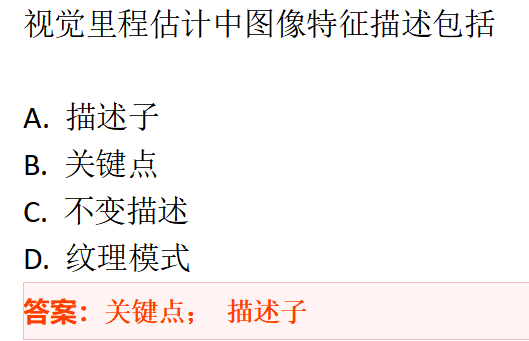 视觉里程估计中图像特征描述包括
A. 描述子
B. 关键点
C. 不变描述
D. 纹理模式
答案：关键点； 描述子